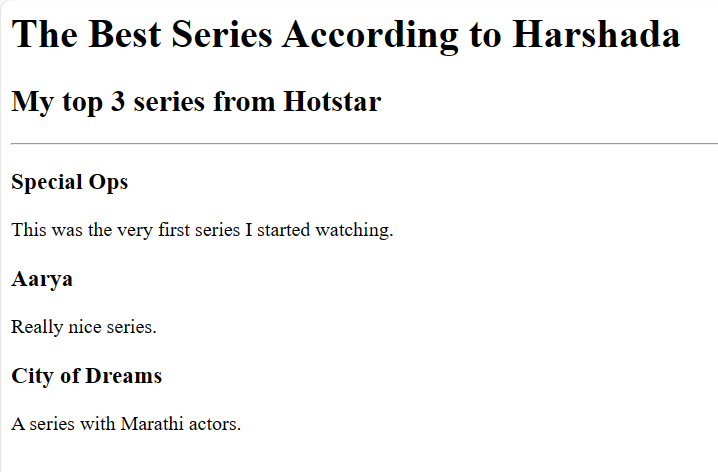 The Best Series According to Harshada
My top 3 series from Hotstar
Special Ops
This was the very first series I started watching.
Aarya
Really nice series.
City of Dreams
A series with Marathi actors.